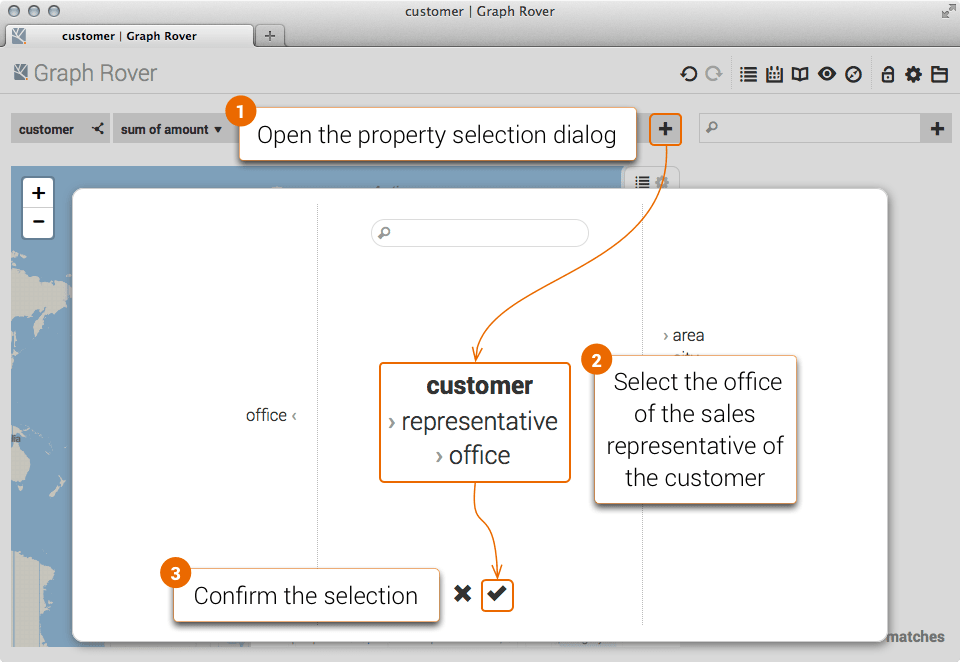 customer | Graph Rover
customer | Graph Rover
Graph Rover
customer
sum of amount
1
Open the property selection dialog
› area
2
Select the office
of the sales
representative of
the customer
office ‹
customer
› representative
› office
3
Confirm the selection
matches